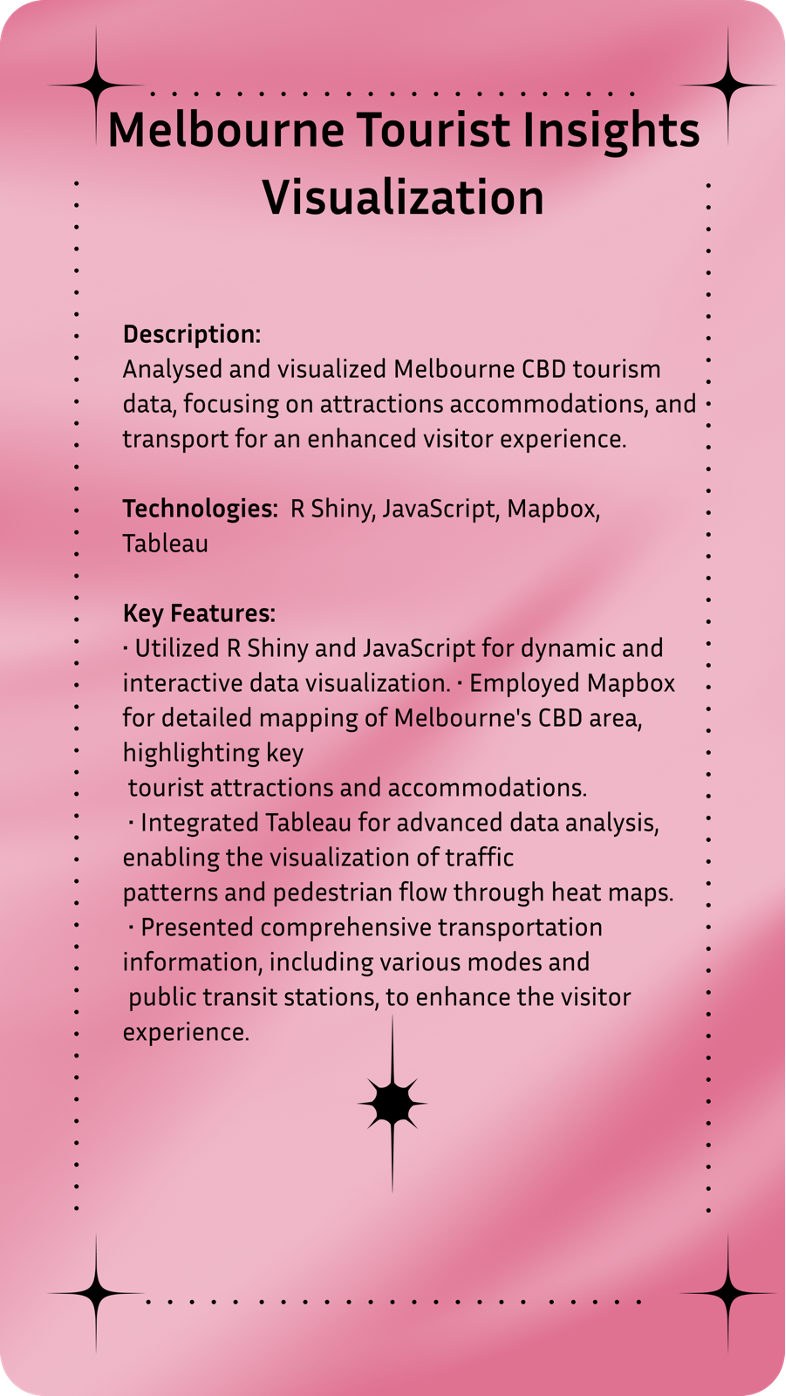 Melbourne Tourist Insights
Visualization
Description:
Analysed and visualized Melbourne CBD tourism
data, focusing on attractions accommodations, and
transport for an enhanced visitor experience.
Technologies:  R Shiny, JavaScript, Mapbox,
Tableau
Key Features:
· Utilized R Shiny and JavaScript for dynamic and
interactive data visualization. · Employed Mapbox
for detailed mapping of Melbourne's CBD area,
highlighting key
tourist attractions and accommodations.
· Integrated Tableau for advanced data analysis,
enabling the visualization of traffic
patterns and pedestrian flow through heat maps.
· Presented comprehensive transportation
information, including various modes and
public transit stations, to enhance the visitor
experience.